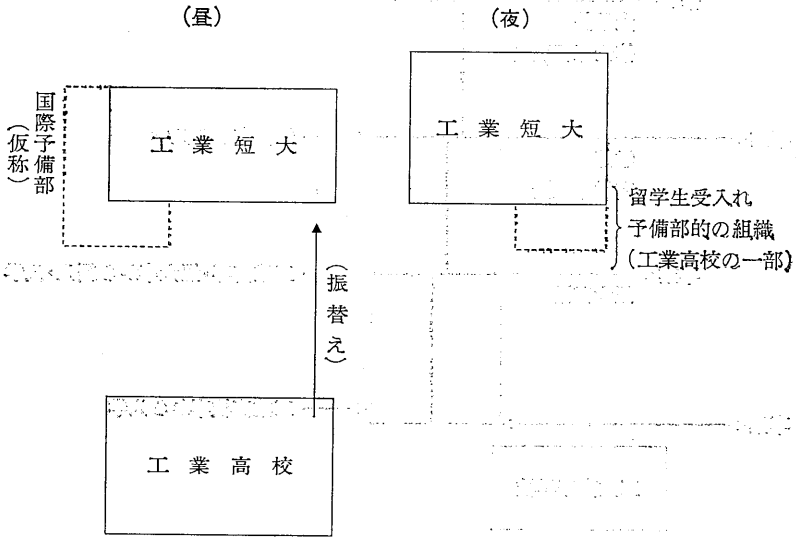 (昼)
(夜)
国際予備部
(仮称)
工業短大
工業短大
留学生受入れ
予備部的の組織
(工業高校の一部)
(振替え)
工業高校